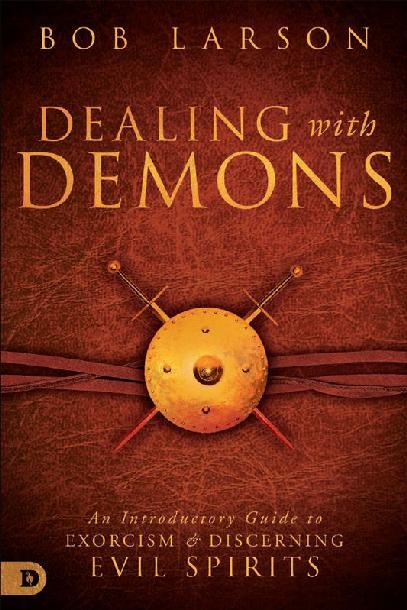 BOB LARSON
DEALING with
DEMONS
An Introductory Guide to
EXORCISM & DISCERNING
EVIL SPIRITS
D